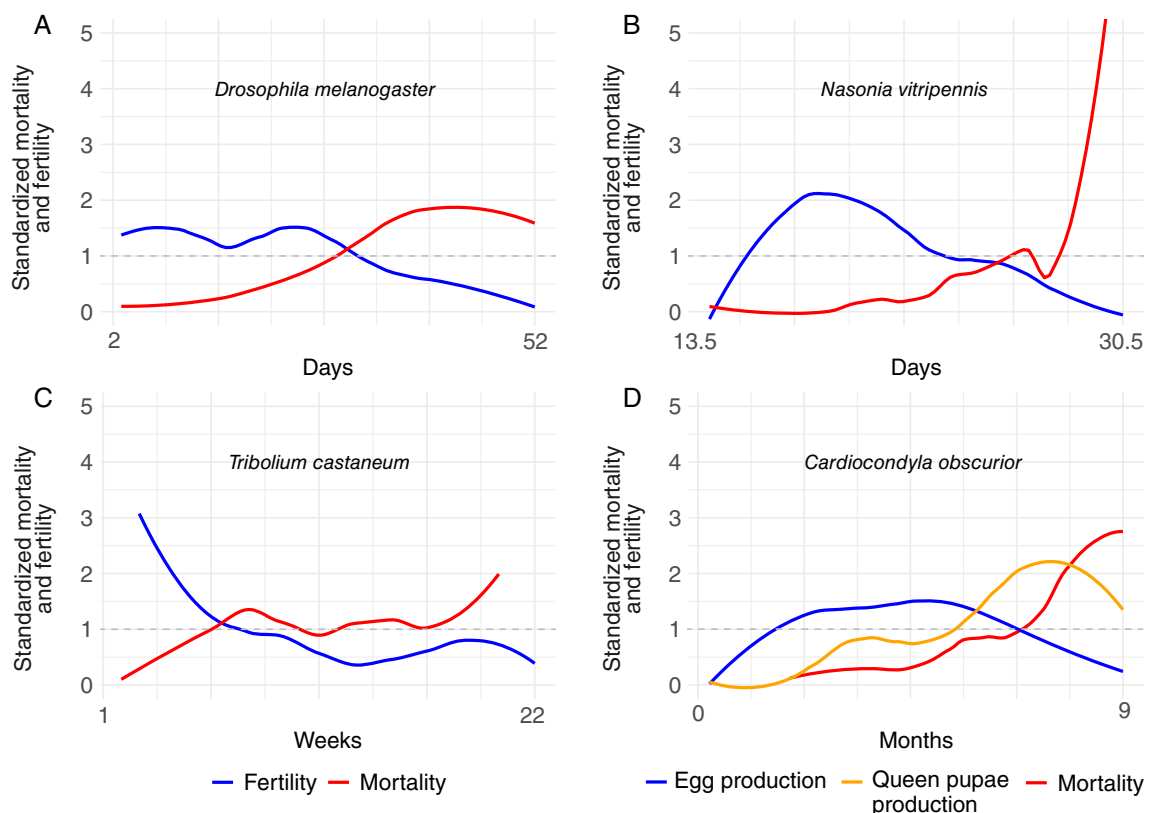 A
B
Standardized mortality
and fertility
5
4
3
2
1
0
Drosophila melanogaster
2
52
Days
Standardized mortality
and fertility
5
4
3
2
1
0
Nasonia vitripennis
13.5
30.5
Days
C
D
Standardized mortality
and fertility
5
4
3
2
1
0
Tribolium castaneum
1
22
Weeks
Fertility
Mortality
Standardized mortality
and fertility
5
4
3
2
1
0
Cardiocondyla obscurior
0
9
Months
Egg production
Queen pupae
production
Mortality